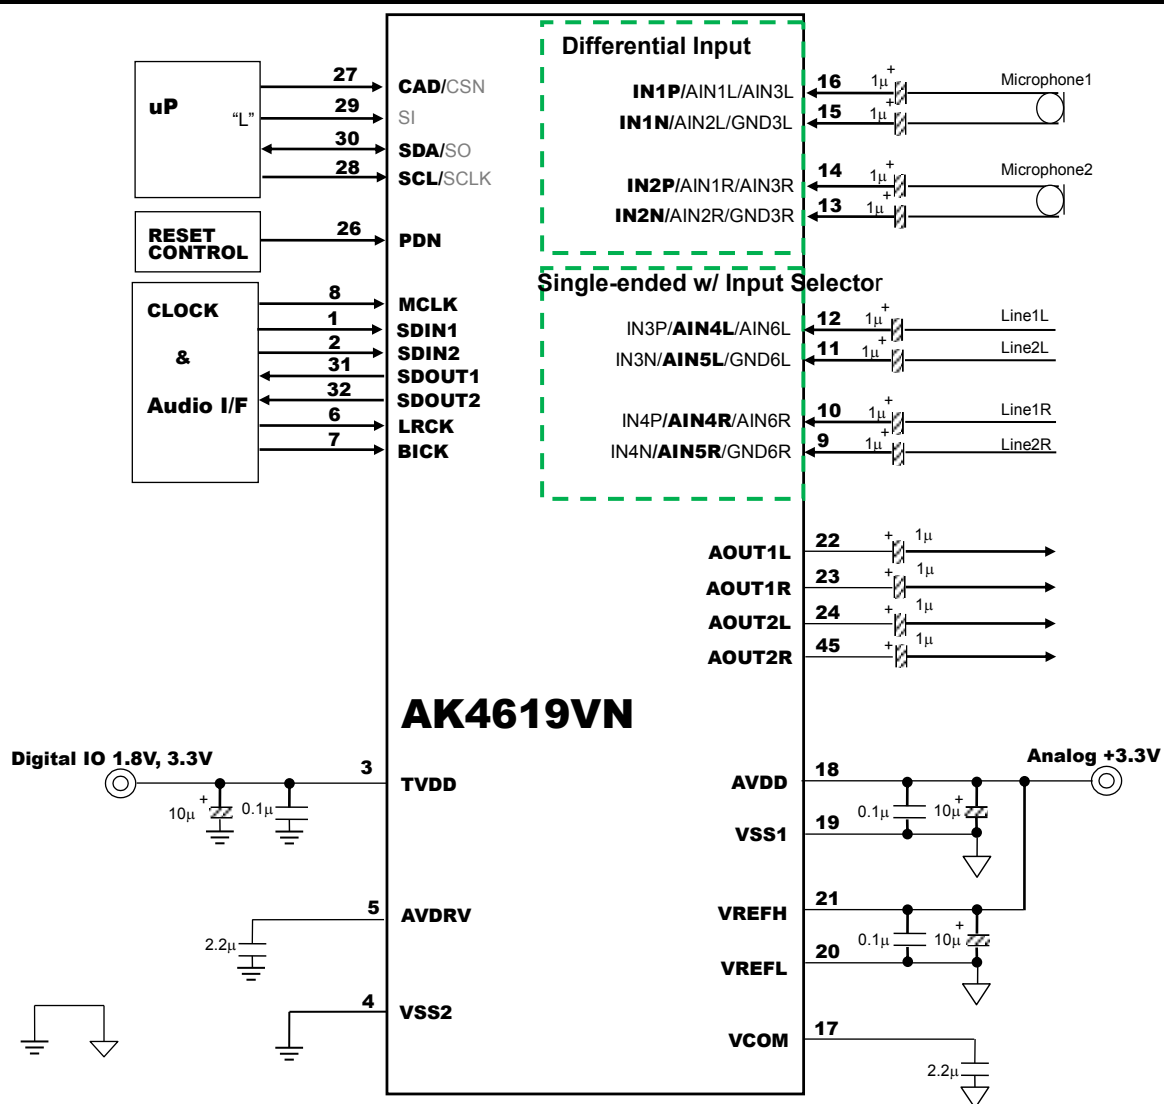 Differential Input
uP
27
CAD/CSN
"L"
29
SI
30
SDA/SO
28
SCL/SCLK
RESET
CONTROL
26
PDN
CLOCK
&
Audio I/F
8
MCLK
1
SDIN1
2
SDIN2
31
SDOUT1
32
SDOUT2
6
LRCK
7
BICK
IN1P/AIN1L/AIN3L
16
1µ
+
Microphone1
IN1N/AIN2L/GND3L
15
1µ
+
IN2P/AIN1R/AIN3R
14
1µ
+
Microphone2
IN2N/AIN2R/GND3R
13
1µ
+
Single-ended w/ Input Selector
IN3P/AIN4L/AIN6L
12
1µ
+
Line1L
IN3N/AIN5L/GND6L
11
1µ
+
Line2L
IN4P/AIN4R/AIN6R
10
1µ
+
Line1R
IN4N/AIN5R/GND6R
9
1µ
+
Line2R
AOUT1L
22
+
1µ
AOUT1R
23
+
1µ
AOUT2L
24
+
1µ
AOUT2R
45
+
1µ
AK4619VN
Digital IO 1.8V, 3.3V
3
TVDD
10µ
+
0.1µ
Analog +3.3V
AVDD
18
0.1µ
10µ
+
VSS1
19
5
AVDRV
2.2µ
VREFH
21
0.1µ
10µ
+
VREFL
20
4
VSS2
VCOM
17
2.2µ